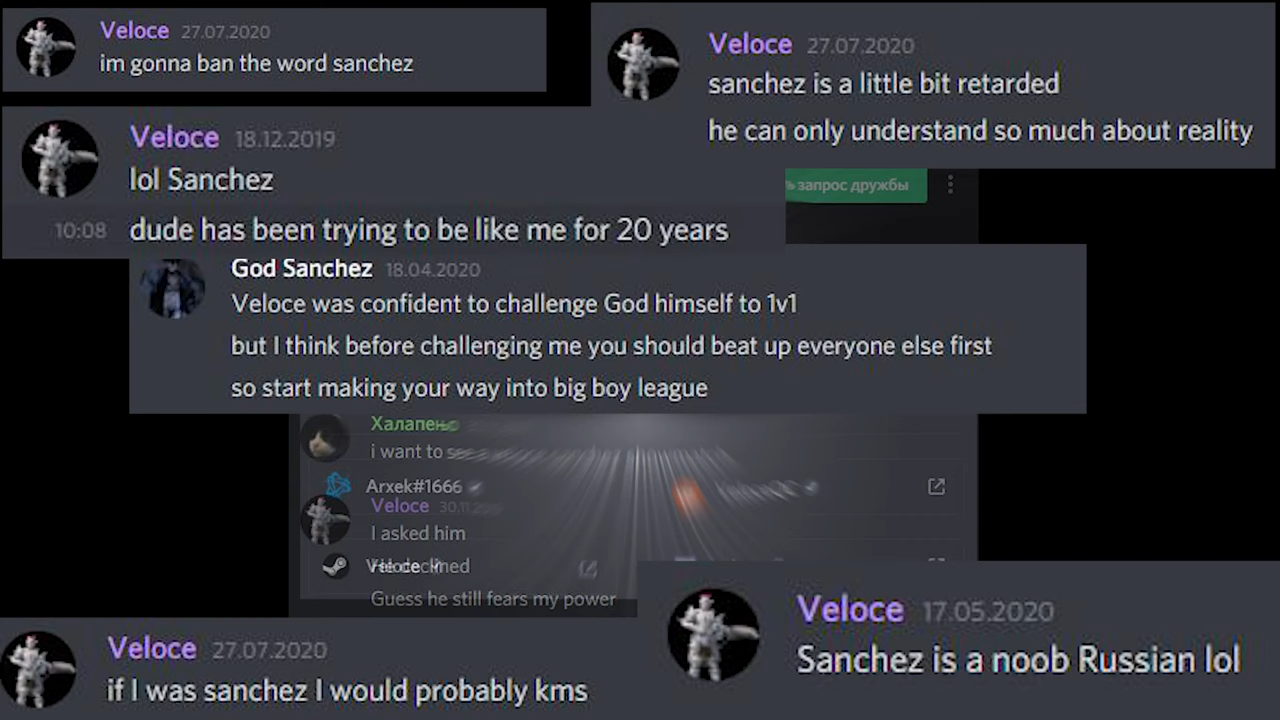 Veloce 27.07.2020
im gonna ban the word sanchez
Veloce 27.07.2020
sanchez is a little bit retarded
he can only understand so much about reality
Veloce 18.12.2019
lol Sanchez
10:08 dude has been trying to be like me for 20 years
запрос дружбы
God Sanchez 18.04.2020
Veloce was confident to challenge God himself to 1v1
but I think before challenging me you should beat up everyone else first
so start making your way into big boy league
i want to
Arxek#1666
Veloce
I asked him
Guess he still fears my power
Veloce 27.07.2020
if I was sanchez I would probably kms
Veloce 17.05.2020
Sanchez is a noob Russian lol